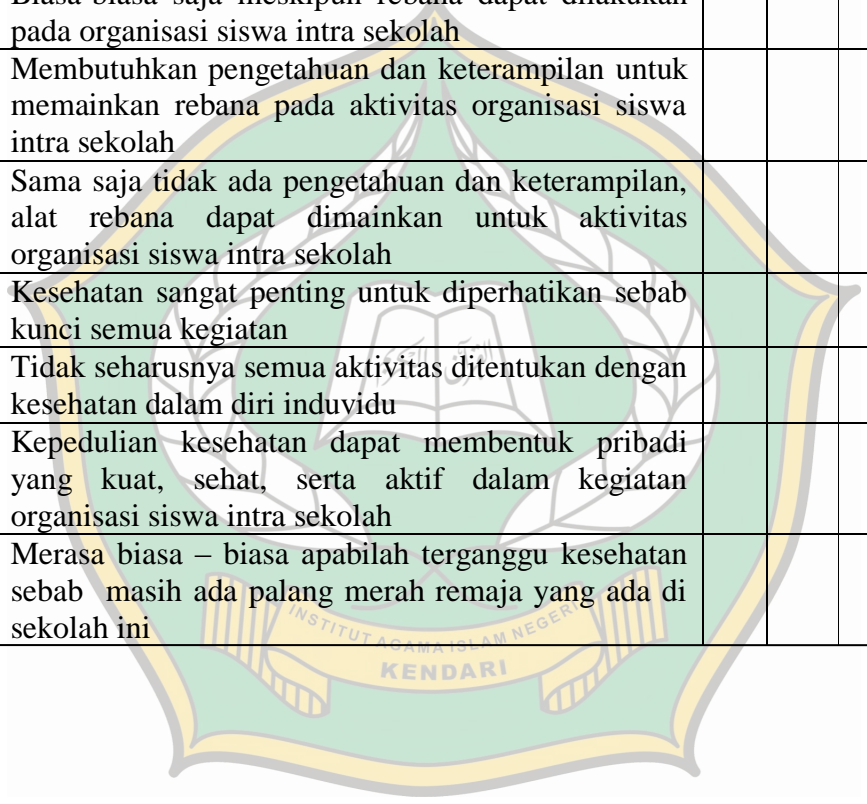 Biasa-biasa saja meskipun rebana dapat dilakukan
pada organisasi siswa intra sekolah
Membutuhkan pengetahuan dan keterampilan untuk
memainkan rebana pada aktivitas organisasi siswa
intra sekolah
Sama saja tidak ada pengetahuan dan keterampilan,
alat rebana dapat dimainkan untuk aktivitas
organisasi siswa intra sekolah
Kesehatan sangat penting untuk diperhatikan sebab
kunci semua kegiatan
Tidak seharusnya semua aktivitas ditentukan dengan
kesehatan dalam diri induvidu
Kepedulian kesehatan dapat membentuk pribadi
yang kuat, sehat, serta aktif dalam kegiatan
organisasi siswa intra sekolah
Merasa biasa – biasa apabilah terganggu kesehatan
sebab masih ada palang merah remaja yang ada di
sekolah ini
INSTITUT AGAMA ISLAM NEGERI
KENDARI